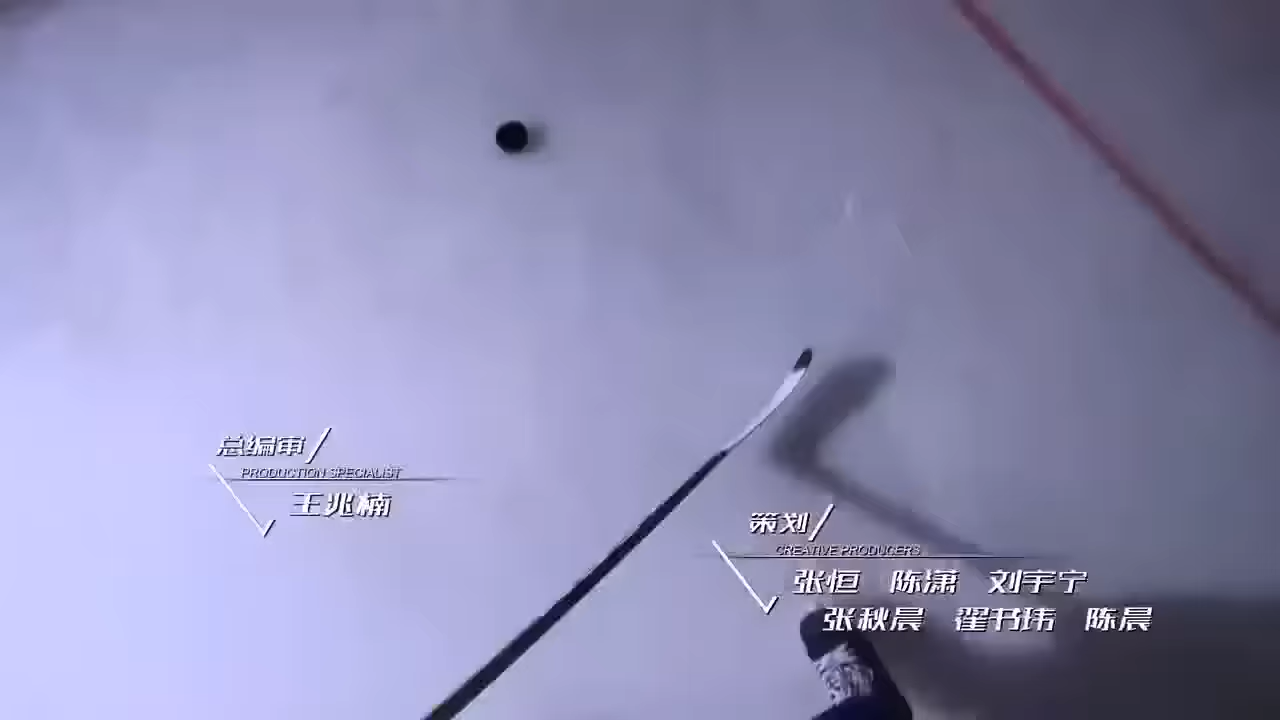 总编审/
PRODUCTION SPECIALIST
王兆楠
策划/
CREATIVE PRODUCERS
张恒 陈潇 刘宇宁
张秋晨 翟书玮 陈晨